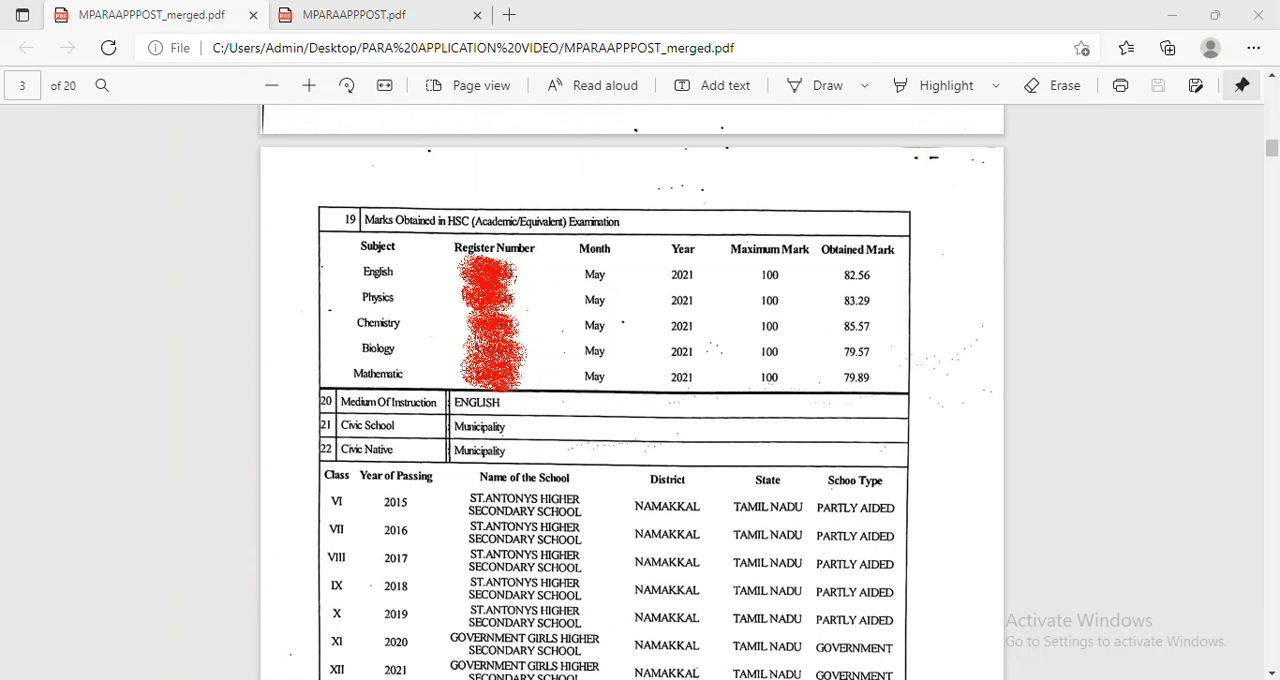 MPARAAPPPOST_merged.pdf
MPARAAPPPOST.pdf
File C:/Users/Admin/Desktop/PARA%20APPLICATION%20VIDEO/MPARAAPPPOST_merged.pdf
3 of 20 Page view Read aloud Add text Draw Highlight Erase
19 Marks Obtained in HSC (Academic/Equivalent) Examination
Subject Register Number Month Year Maximum Mark Obtained Mark
English May 2021 100 82.56
Physics May 2021 100 83.29
Chemistry May 2021 100 85.57
Biology May 2021 100 79.57
Mathematic May 2021 100 79.89
20 Medium Of Instruction ENGLISH
21 Civic School Municipality
22 Civic Native Municipality
Class Year of Passing Name of the School District State Schoo Type
VI 2015 ST.ANTONYS HIGHER SECONDARY SCHOOL NAMAKKAL TAMIL NADU PARTLY AIDED
VII 2016 ST.ANTONYS HIGHER SECONDARY SCHOOL NAMAKKAL TAMIL NADU PARTLY AIDED
VIII 2017 ST.ANTONYS HIGHER SECONDARY SCHOOL NAMAKKAL TAMIL NADU PARTLY AIDED
IX 2018 ST.ANTONYS HIGHER SECONDARY SCHOOL NAMAKKAL TAMIL NADU PARTLY AIDED
X 2019 ST.ANTONYS HIGHER SECONDARY SCHOOL NAMAKKAL TAMIL NADU PARTLY AIDED
XI 2020 GOVERNMENT GIRLS HIGHER SECONDARY SCHOOL NAMAKKAL TAMIL NADU GOVERNMENT
XII 2021 GOVERNMENT GIRLS HIGHER SECONDARY SCHOOL NAMAKKAL TAMIL NADU GOVERNMENT
Activate Windows
Go to Settings to activate Windows.